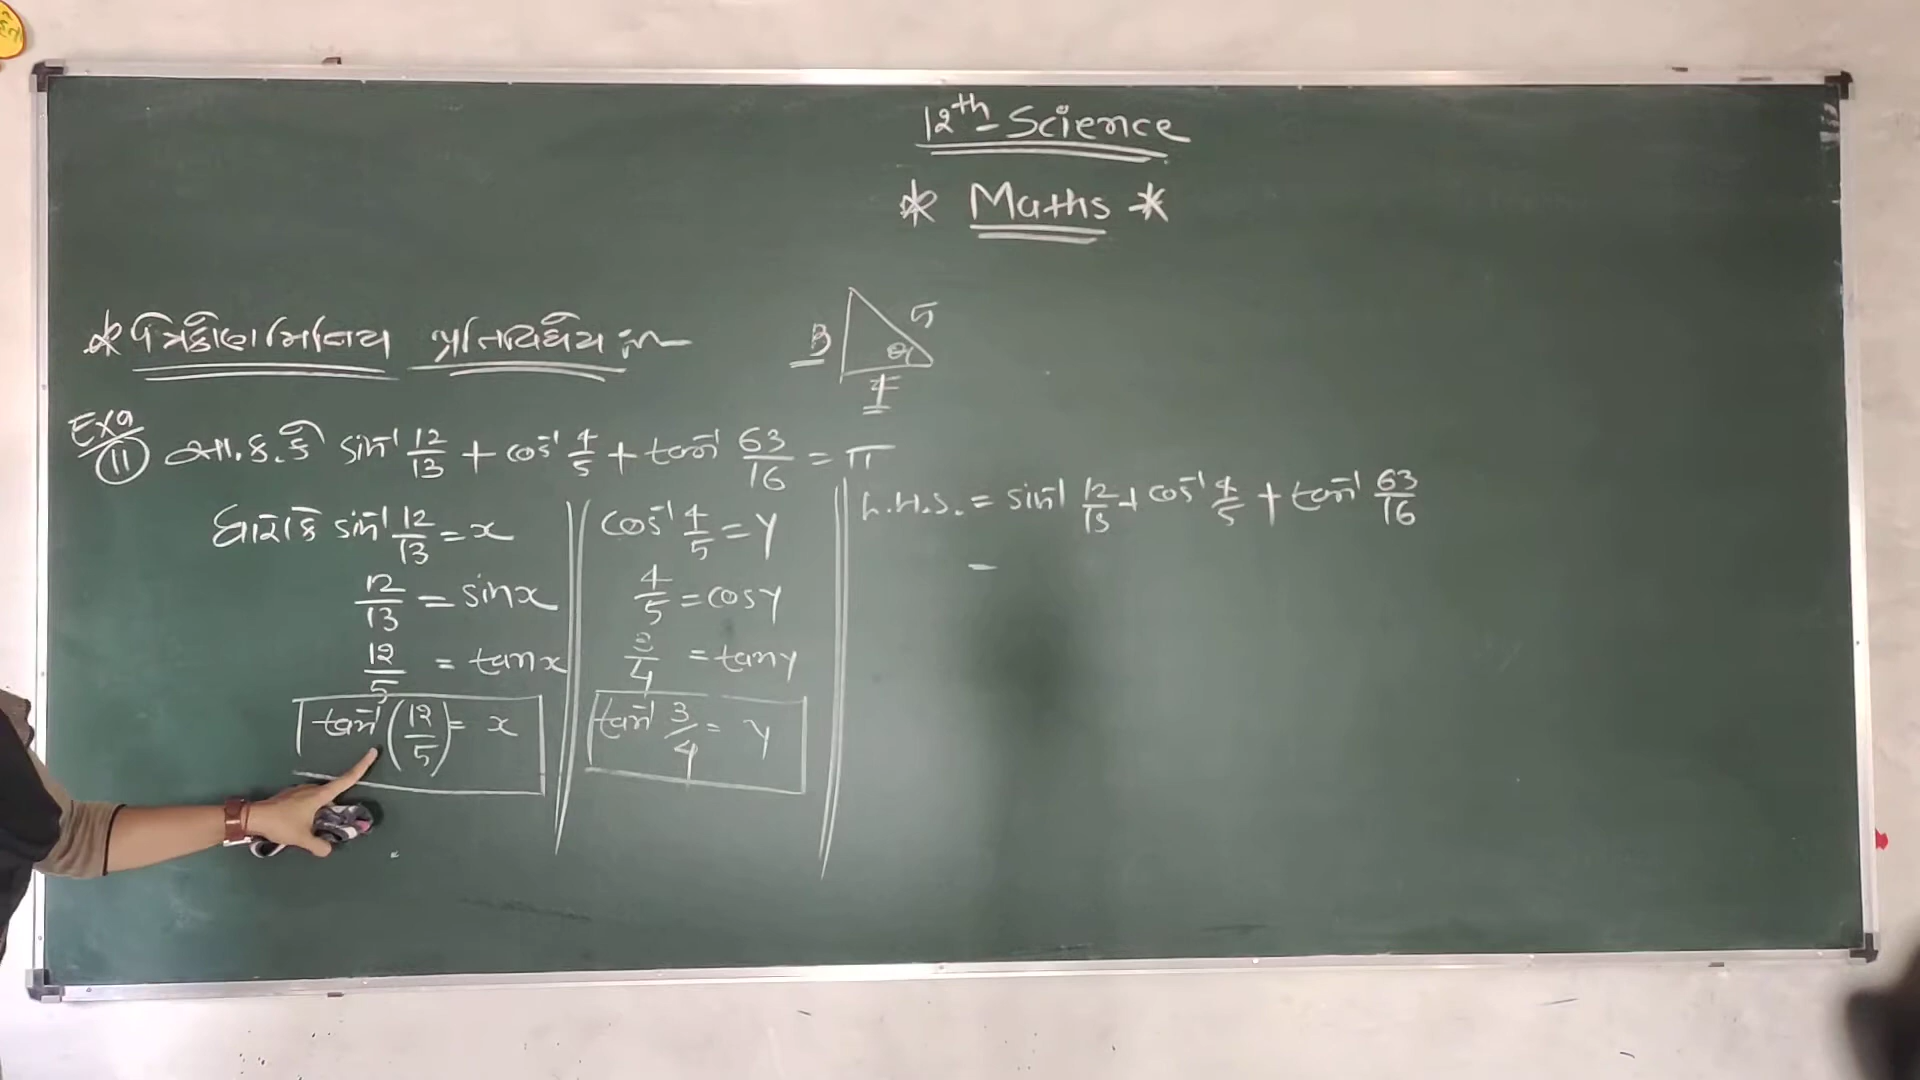 12th-Science
* Maths *
* ત્રિકોણમિતિય પ્રતિવિધેય :-
3 5 θ 4
Exa 11 સા.ક.કે sin⁻¹ 12/13 + cos⁻¹ 4/5 + tan⁻¹ 63/16 = π
ધારોકે sin⁻¹ 12/13 = x
12/13 = sinx
12/5 = tanx
tan⁻¹(12/5) = x
cos⁻¹ 4/5 = y
4/5 = cosy
3/4 = tany
tan⁻¹ 3/4 = y
L.H.S. = sin⁻¹ 12/13 + cos⁻¹ 4/5 + tan⁻¹ 63/16
=